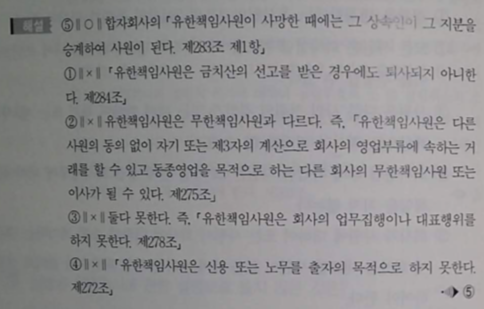 해설 ⑤‖○‖합자회사의 「유한책임사원이 사망한 때에는 그 상속인이 그 지분을
승계하여 사원이 된다. 제283조 제1항」
①‖×‖「유한책임사원은 금치산의 선고를 받은 경우에도 퇴사되지 아니한
다. 제284조」
②‖×‖유한책임사원은 무한책임사원과 다르다. 즉, 「유한책임사원은 다른
사원의 동의 없이 자기 또는 제3자의 계산으로 회사의 영업부류에 속하는 거
래를 할 수 있고 동종영업을 목적으로 하는 다른 회사의 무한책임사원 또는
이사가 될 수 있다. 제275조」
③‖×‖둘다 못한다. 즉, 「유한책임사원은 회사의 업무집행이나 대표행위를
하지 못한다. 제278조」
④‖×‖「유한책임사원은 신용 또는 노무를 출자의 목적으로 하지 못한다.
제272조」
⑤